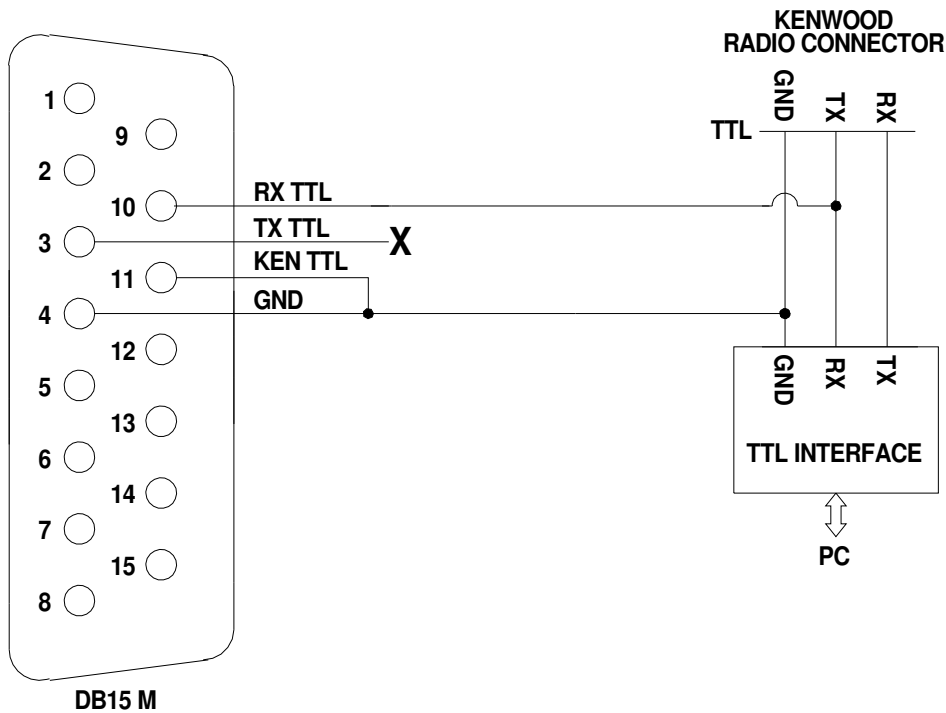 KENWOOD
RADIO CONNECTOR
GND
TX
RX
TTL
1
9
2
10
RX TTL
3
TX TTL
X
11
KEN TTL
4
GND
12
5
13
6
14
7
15
8
GND
RX
TX
TTL INTERFACE
PC
DB15 M